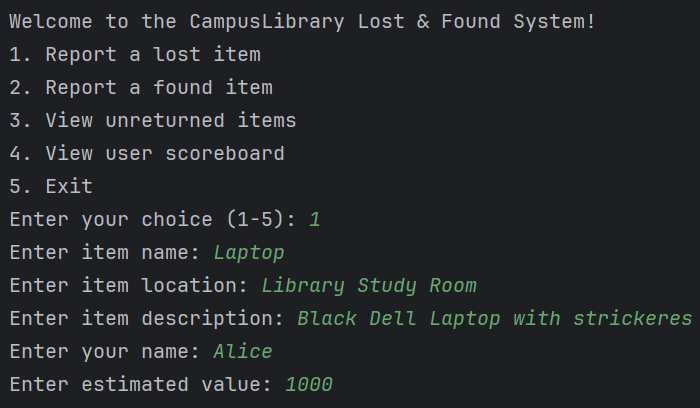 Welcome to the CampusLibrary Lost & Found System!
1. Report a lost item
2. Report a found item
3. View unreturned items
4. View user scoreboard
5. Exit
Enter your choice (1-5): 1
Enter item name: Laptop
Enter item location: Library Study Room
Enter item description: Black Dell Laptop with strickeres
Enter your name: Alice
Enter estimated value: 1000